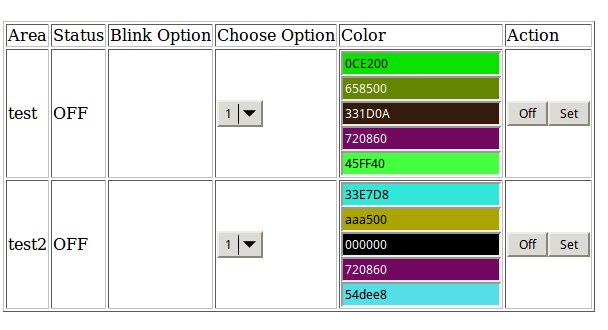 Area Status Blink Option Choose Option Color Action
0CE200
658500
test OFF 1 331D0A Off Set
720860
45FF40
33E7D8
aaa500
test2 OFF 1 000000 Off Set
720860
54dee8